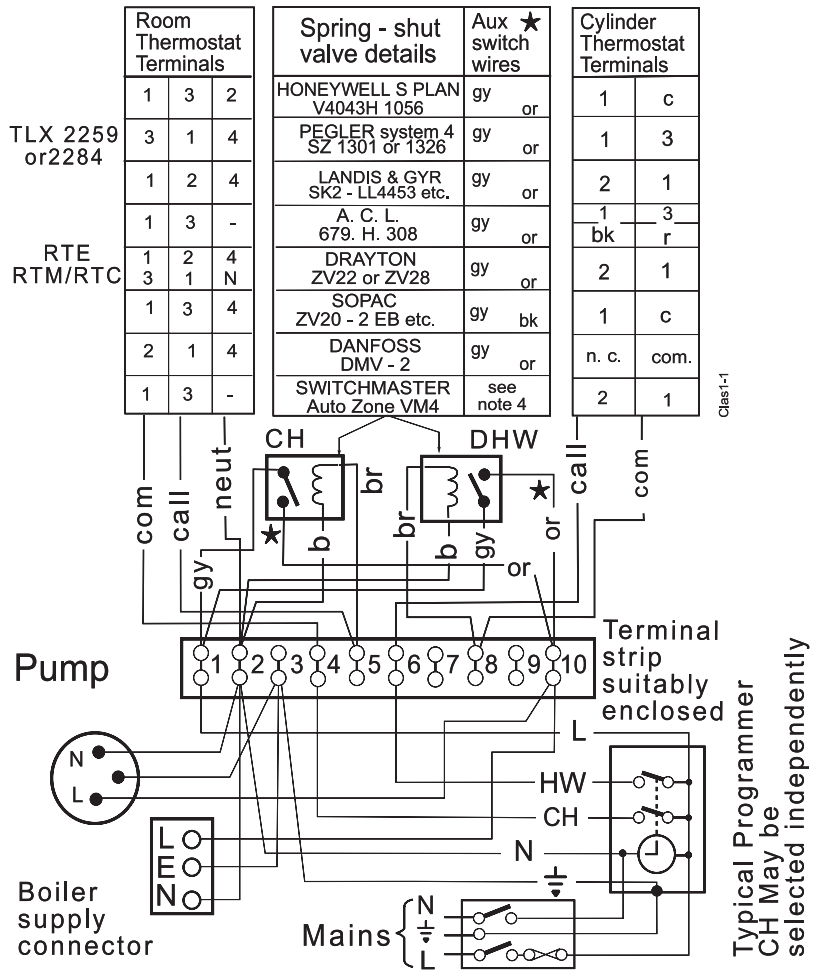 Room
Thermostat
Terminals
Spring - shut
valve details
Aux ★
switch
wires
Cylinder
Thermostat
Terminals
1 3 2
HONEYWELL S PLAN
V4043H 1056
gy or
1 c
TLX 2259
or2284
3 1 4
PEGLER system 4
SZ 1301 or 1326
gy or
1 3
1 2 4
LANDIS & GYR
SK2 - LL4453 etc.
gy or
2 1
1 3 -
A. C. L.
679. H. 308
gy or
1 3
bk r
RTE
RTM/RTC
1 2 4
3 1 N
DRAYTON
ZV22 or ZV28
gy or
2 1
1 3 4
SOPAC
ZV20 - 2 EB etc.
gy bk
1 c
2 1 4
DANFOSS
DMV - 2
gy or
n. c. com.
1 3 -
SWITCHMASTER
Auto Zone VM4
see
note 4
2 1
Clas1-1
com
call
neut
CH
DHW
br
br
b
b
gy
gy
★
★
or
or
call
com
1 2 3 4 5 6 7 8 9 10
Terminal
strip
suitably
enclosed
Pump
N
L
L
HW
CH
N
L
E
N
Boiler
supply
connector
Mains
N
L
Typical Programmer
CH May be
selected independently